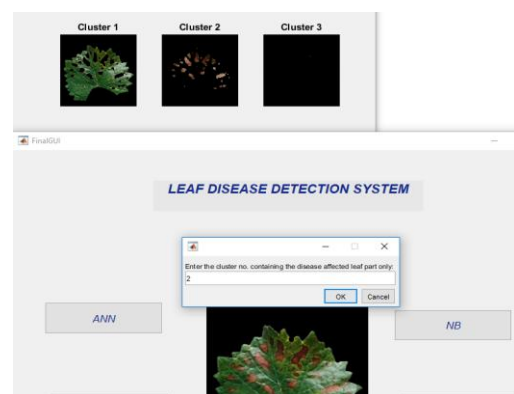 Cluster 1 Cluster 2 Cluster 3
FinalGUI
LEAF DISEASE DETECTION SYSTEM
Enter the cluster no. containing the disease affected leaf part only:
2
OK Cancel
ANN NB